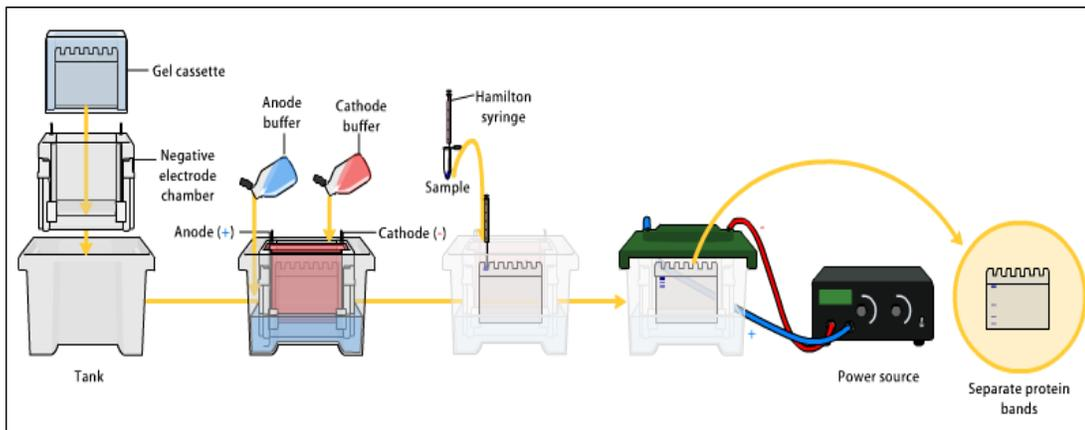 Gel cassette
Negative
electrode
chamber
Tank
Anode
buffer
Cathode
buffer
Anode (+)
Cathode (-)
Hamilton
syringe
Sample
-
+
Power source
Separate protein
bands